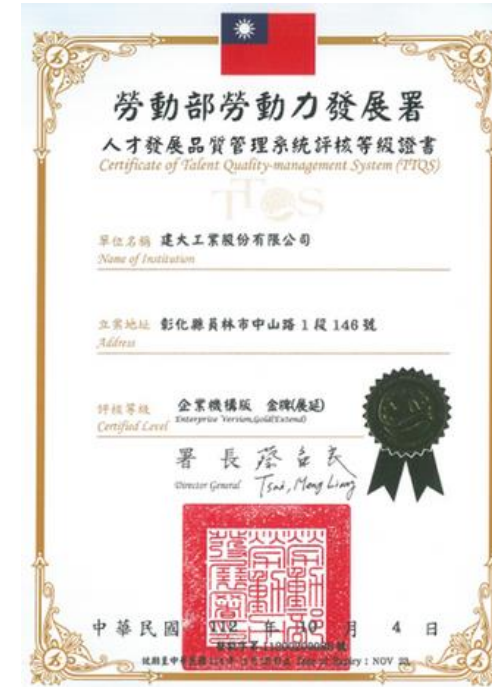 勞動部勞動力發展署
人才發展品質管理系統評核等級證書
Certificate of Talent Quality-management System (TTQS)
TTQS
單位名稱 建大工業股份有限公司
Name of Institution
立案地址 彰化縣員林市中山路1段146號
Address
評核等級 企業機構版 金牌(展延)
Certified Level Enterprise Version,Gold(Extend)
署長
Director General Tsai, Meng Liang
中華民國 112 年 10 月 4 日
Expiry : NOV